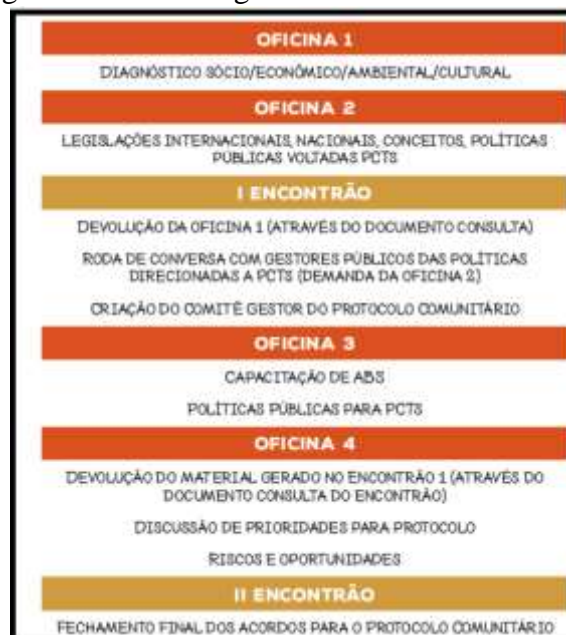 OFICINA 1
DIAGNÓSTICO SÓCIO/ECONÔMICO/AMBIENTAL/CULTURAL
OFICINA 2
LEGISLAÇÕES INTERNACIONAIS, NACIONAIS, CONCEITOS, POLÍTICAS
PÚBLICAS VOLTADAS PCTS
I ENCONTRÃO
DEVOLUÇÃO DA OFICINA 1 (ATRAVÉS DO DOCUMENTO CONSULTA)
RODA DE CONVERSA COM GESTORES PÚBLICOS DAS POLÍTICAS
DIRECIONADAS A PCTS (DEMANDA DA OFICINA 2)
CRIAÇÃO DO COMITÊ GESTOR DO PROTOCOLO COMUNITÁRIO
OFICINA 3
CAPACITAÇÃO DE ABS
POLÍTICAS PÚBLICAS PARA PCTS
OFICINA 4
DEVOLUÇÃO DO MATERIAL GERADO NO ENCONTRÃO 1 (ATRAVÉS DO
DOCUMENTO CONSULTA DO ENCONTRÃO)
DISCUSSÃO DE PRIORIDADES PARA PROTOCOLO
RISCOS E OPORTUNIDADES
II ENCONTRÃO
FECHAMENTO FINAL DOS ACORDOS PARA O PROTOCOLO COMUNITÁRIO